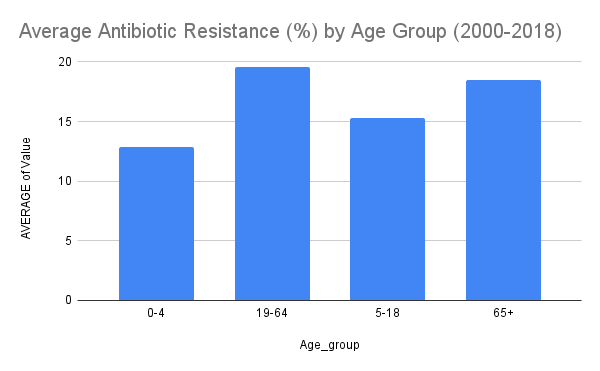 Average Antibiotic Resistance (%) by Age Group (2000-2018)
20
15
10
5
0
AVERAGE of Value
0-4 19-64 5-18 65+
Age_group